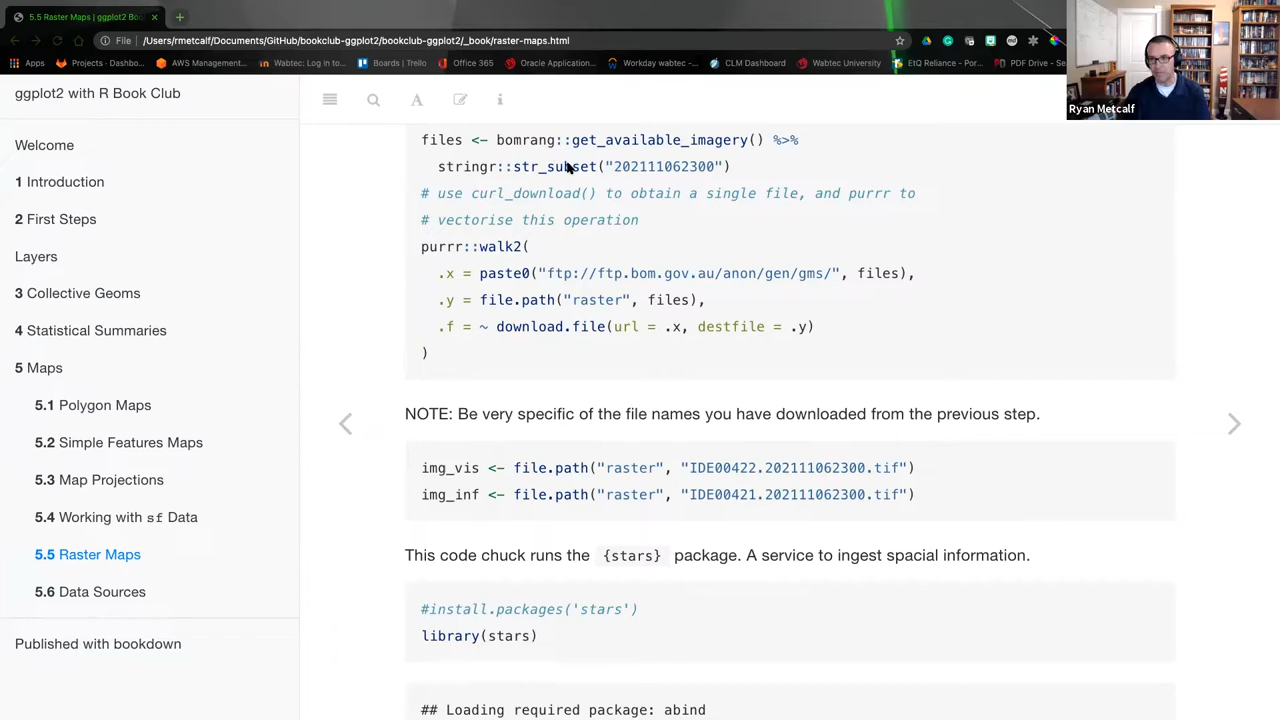 5.5 Raster Maps | ggplot2 Boo
File | /Users/rmetcalf/Documents/GitHub/bookclub-ggplot2/bookclub-ggplot2/_book/raster-maps.html
Apps Projects · Dashbo... AWS Management... Wabtec: Log in to... Boards | Trello Office 365 Oracle Application... Workday wabtec -... CLM Dashboard Wabtec University EtQ Reliance - Por... PDF Drive - Se
Ryan Metcalf
ggplot2 with R Book Club
Welcome
1 Introduction
2 First Steps
Layers
3 Collective Geoms
4 Statistical Summaries
5 Maps
5.1 Polygon Maps
5.2 Simple Features Maps
5.3 Map Projections
5.4 Working with sf Data
5.5 Raster Maps
5.6 Data Sources
Published with bookdown
files <- bomrang::get_available_imagery() %>%
stringr::str_subset("202111062300")
# use curl_download() to obtain a single file, and purrr to
# vectorise this operation
purrr::walk2(
.x = paste0("ftp://ftp.bom.gov.au/anon/gen/gms/", files),
.y = file.path("raster", files),
.f = ~ download.file(url = .x, destfile = .y)
)
NOTE: Be very specific of the file names you have downloaded from the previous step.
img_vis <- file.path("raster", "IDE00422.202111062300.tif")
img_inf <- file.path("raster", "IDE00421.202111062300.tif")
This code chuck runs the {stars} package. A service to ingest spacial information.
#install.packages('stars')
library(stars)
## Loading required package: abind